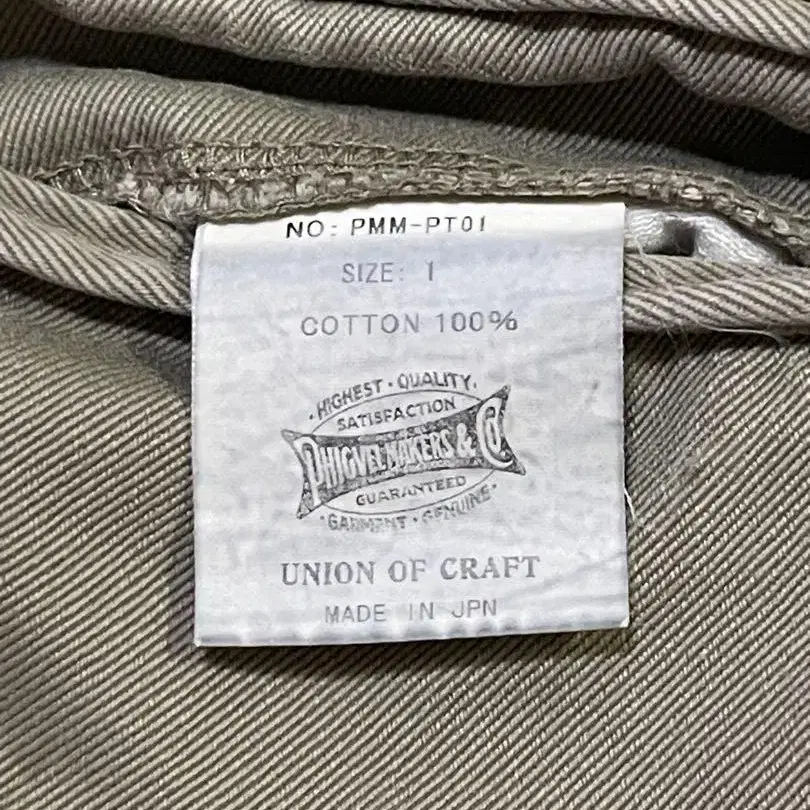 NO: PMM-PT01
SIZE: 1
COTTON 100%
·HIGHEST·QUALITY.
SATISFACTION
PHIGVEL MAKERS & Co
GUARANTEED
·GARMENT·GENUINE·
UNION OF CRAFT
MADE IN JPN